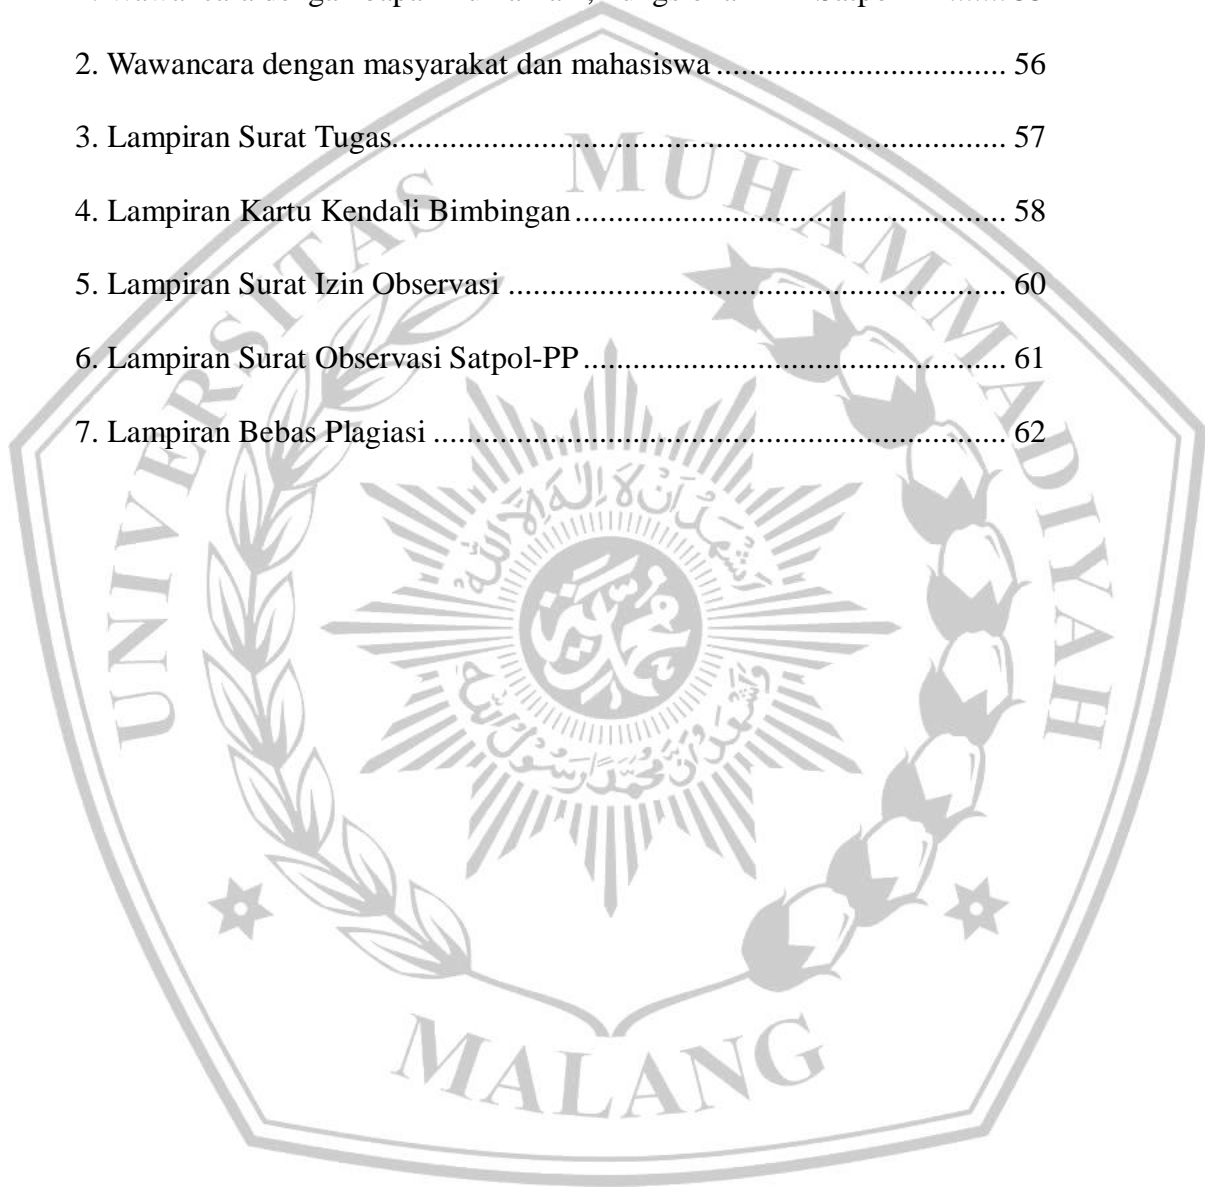 2. Wawancara dengan masyarakat dan mahasiswa ................................... 56
3. Lampiran Surat Tugas.......................................................................... 57
4. Lampiran Kartu Kendali Bimbingan .................................................... 58
5. Lampiran Surat Izin Observasi ............................................................ 60
6. Lampiran Surat Observasi Satpol-PP ................................................... 61
7. Lampiran Bebas Plagiasi ..................................................................... 62
UNIVERSITAS MUHAMMADIYAH
MALANG